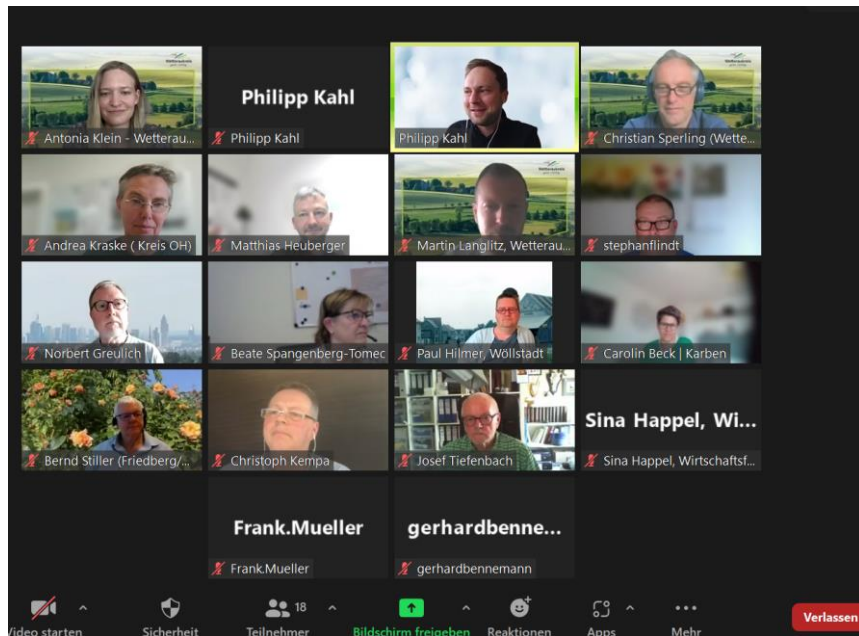 Antonia Klein - Wetterau...
Philipp Kahl
Philipp Kahl
Philipp Kahl
Christian Sperling (Wette...
Andrea Kraske ( Kreis OH)
Matthias Heuberger
Martin Langlitz, Wetterau...
stephanflindt
Norbert Greulich
Beate Spangenberg-Tomec
Paul Hilmer, Wöllstadt
Carolin Beck | Karben
Bernd Stiller (Friedberg/...
Christoph Kempa
Josef Tiefenbach
Sina Happel, Wi...
Sina Happel, Wirtschaftsf...
Frank.Mueller
Frank.Mueller
gerhardbenne...
gerhardbennemann
18
Video starten
Sicherheit
Teilnehmer
Bildschirm freigeben
Reaktionen
Apps
Mehr
Verlassen